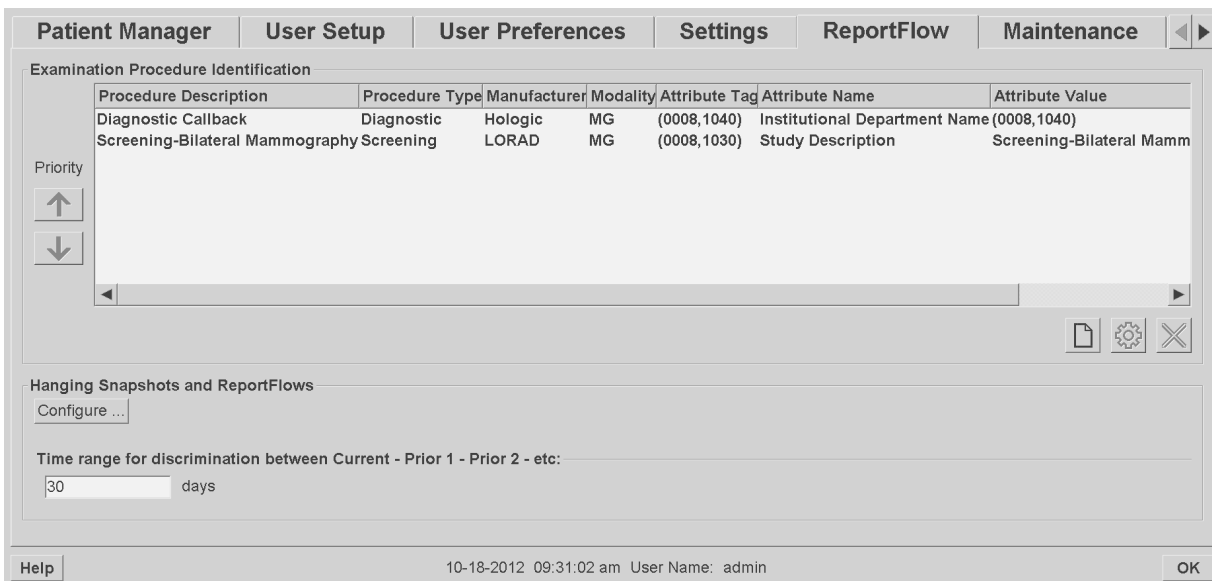 Patient Manager User Setup User Preferences Settings ReportFlow Maintenance
Examination Procedure Identification
Procedure Description Procedure Type Manufacturer Modality Attribute Tag Attribute Name Attribute Value
Diagnostic Callback Diagnostic Hologic MG (0008,1040) Institutional Department Name (0008,1040)
Screening-Bilateral Mammography Screening LORAD MG (0008,1030) Study Description Screening-Bilateral Mamm
Priority
Hanging Snapshots and ReportFlows
Configure ...
Time range for discrimination between Current - Prior 1 - Prior 2 - etc:
30 days
Help 10-18-2012 09:31:02 am User Name: admin OK